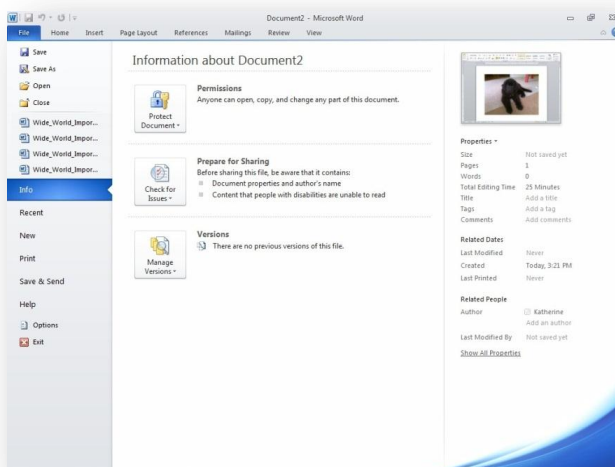 Document2 - Microsoft Word
File Home Insert Page Layout References Mailings Review View
Save
Save As
Open
Close
Wide_World_Impor...
Wide_World_Impor...
Wide_World_Impor...
Wide_World_Impor...
Info
Recent
New
Print
Save & Send
Help
Options
Exit
Information about Document2
Protect
Document
Permissions
Anyone can open, copy, and change any part of this document.
Check for
Issues
Prepare for Sharing
Before sharing this file, be aware that it contains:
Document properties and author's name
Content that people with disabilities are unable to read
Manage
Versions
Versions
There are no previous versions of this file.
Properties
Size Not saved yet
Pages 1
Words 0
Total Editing Time 25 Minutes
Title Add a title
Tags Add a tag
Comments Add comments
Related Dates
Last Modified Never
Created Today, 3:21 PM
Last Printed Never
Related People
Author Katherine
Add an author
Last Modified By Not saved yet
Show All Properties